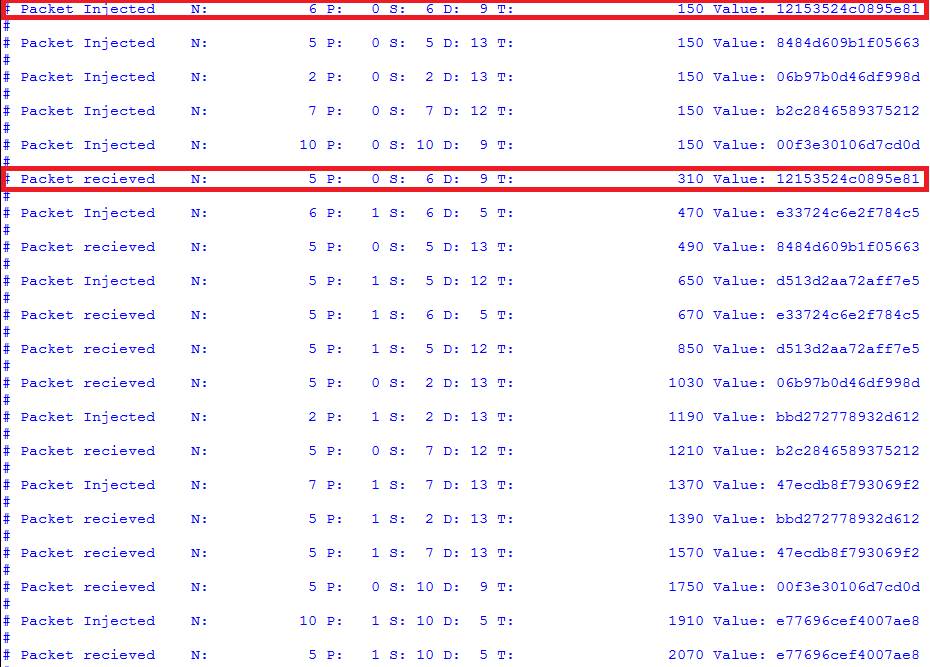 # Packet Injected N: 6 P: 0 S: 6 D: 9 T: 150 Value: 12153524c0895e81
#
# Packet Injected N: 5 P: 0 S: 5 D: 13 T: 150 Value: 8484d609b1f05663
#
# Packet Injected N: 2 P: 0 S: 2 D: 13 T: 150 Value: 06b97b0d46df998d
#
# Packet Injected N: 7 P: 0 S: 7 D: 12 T: 150 Value: b2c2846589375212
#
# Packet Injected N: 10 P: 0 S: 10 D: 9 T: 150 Value: 00f3e30106d7cd0d
#
# Packet recieved N: 5 P: 0 S: 6 D: 9 T: 310 Value: 12153524c0895e81
#
# Packet Injected N: 6 P: 1 S: 6 D: 5 T: 470 Value: e33724c6e2f784c5
#
# Packet recieved N: 5 P: 0 S: 5 D: 13 T: 490 Value: 8484d609b1f05663
#
# Packet Injected N: 5 P: 1 S: 5 D: 12 T: 650 Value: d513d2aa72aff7e5
#
# Packet recieved N: 5 P: 1 S: 6 D: 5 T: 670 Value: e33724c6e2f784c5
#
# Packet recieved N: 5 P: 1 S: 5 D: 12 T: 850 Value: d513d2aa72aff7e5
#
# Packet recieved N: 5 P: 0 S: 2 D: 13 T: 1030 Value: 06b97b0d46df998d
#
# Packet Injected N: 2 P: 1 S: 2 D: 13 T: 1190 Value: bbd272778932d612
#
# Packet recieved N: 5 P: 0 S: 7 D: 12 T: 1210 Value: b2c2846589375212
#
# Packet Injected N: 7 P: 1 S: 7 D: 13 T: 1370 Value: 47ecdb8f793069f2
#
# Packet recieved N: 5 P: 1 S: 2 D: 13 T: 1390 Value: bbd272778932d612
#
# Packet recieved N: 5 P: 1 S: 7 D: 13 T: 1570 Value: 47ecdb8f793069f2
#
# Packet recieved N: 5 P: 0 S: 10 D: 9 T: 1750 Value: 00f3e30106d7cd0d
#
# Packet Injected N: 10 P: 1 S: 10 D: 5 T: 1910 Value: e77696cef4007ae8
#
# Packet recieved N: 5 P: 1 S: 10 D: 5 T: 2070 Value: e77696cef4007ae8